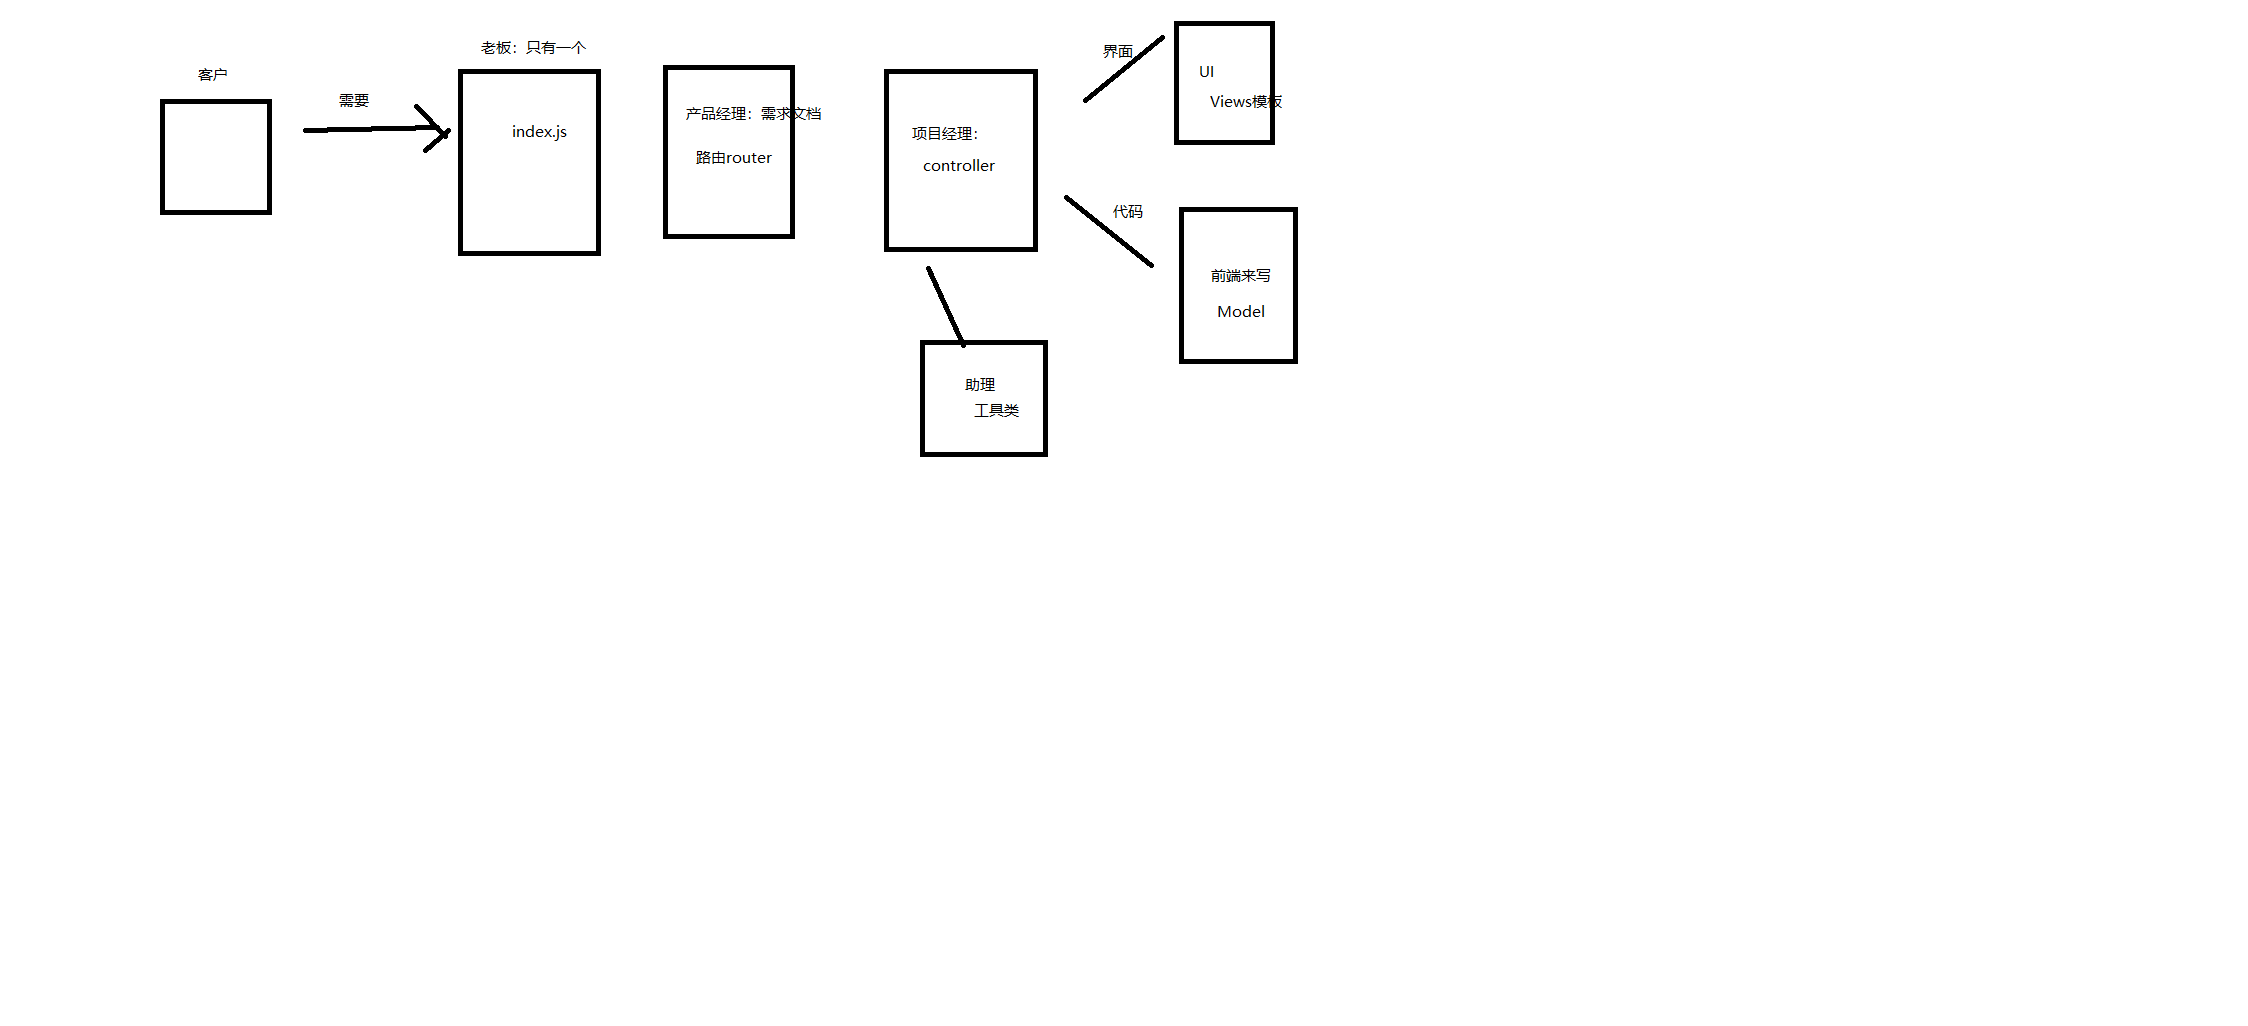 客户
需要
老板：只有一个
index.js
产品经理：需求文档
路由router
项目经理：
controller
界面
UI
Views模板
代码
前端来写
Model
助理
工具类